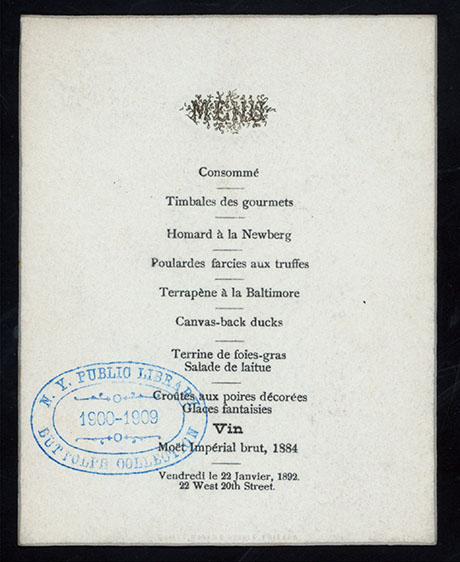 MENU
Consommé
Timbales des gourmets
Homard à la Newberg
Poulardes farcies aux truffes
Terrapène à la Baltimore
Canvas-back ducks
Terrine de foies-gras
Salade de laitue
Croûtes aux poires décorées
Glaces fantaisies
Vin
Moët Impérial brut, 1884
Vendredi le 22 Janvier, 1892.
22 West 20th Street.
N. Y. PUBLIC LIBRARY
1900-1909
BUTTOLPH COLLECTION